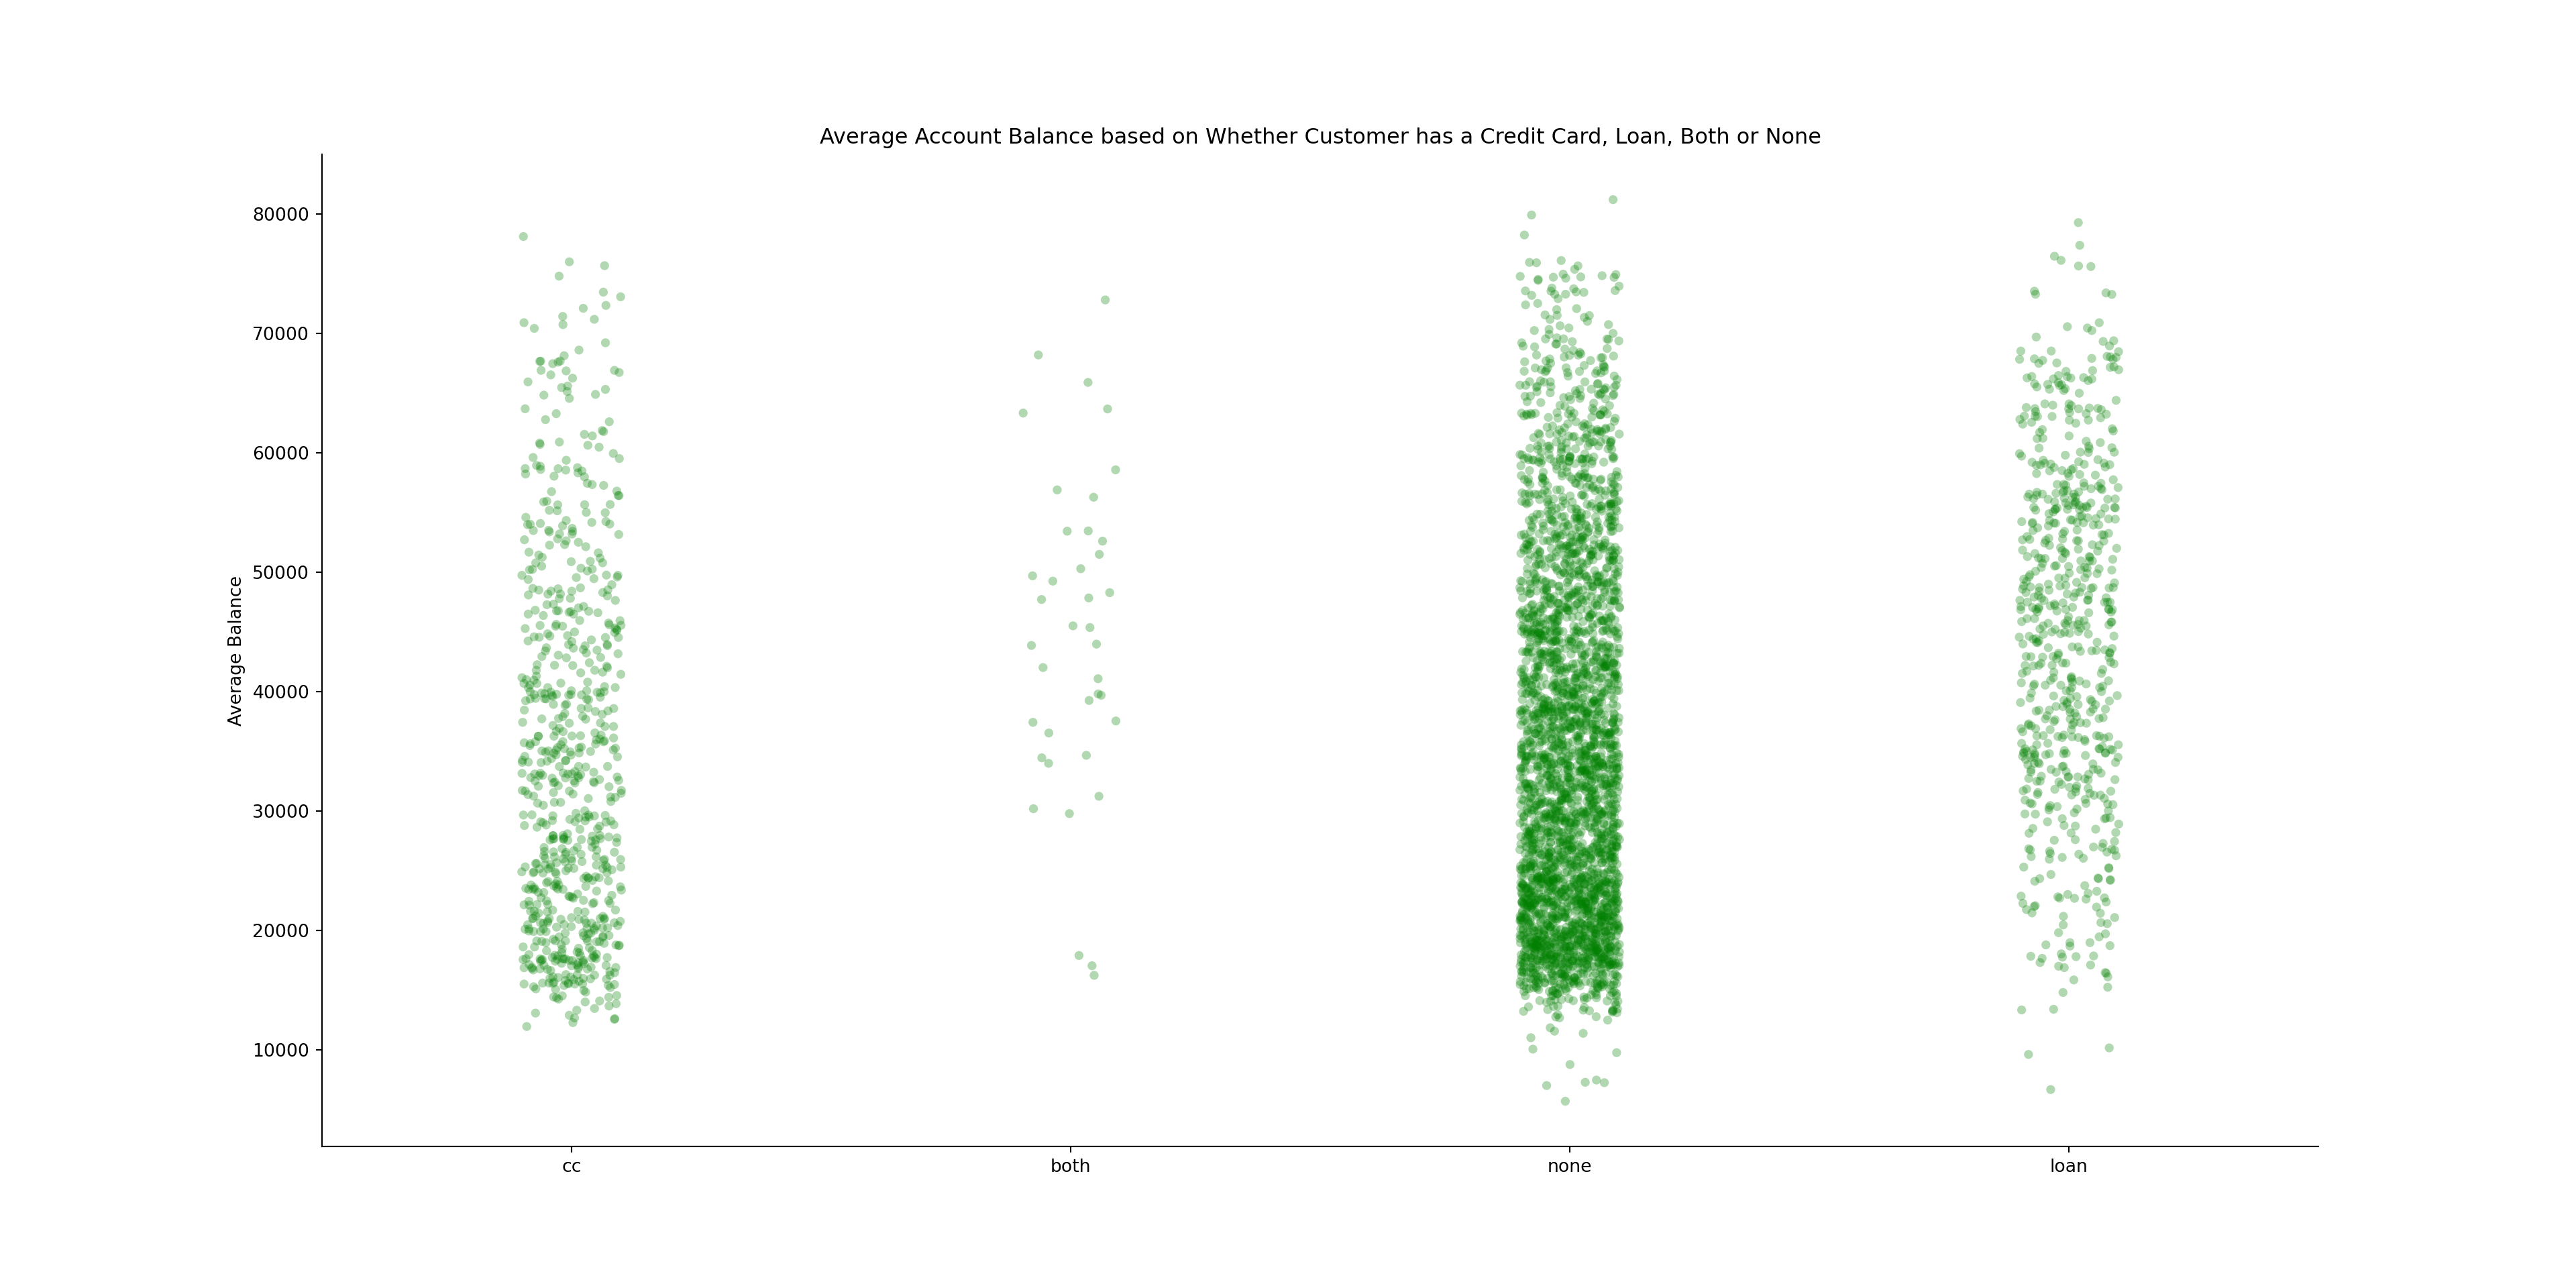 Average Account Balance based on Whether Customer has a Credit Card, Loan, Both or None
80000
70000
60000
50000
40000
30000
20000
10000
Average Balance
cc both none loan